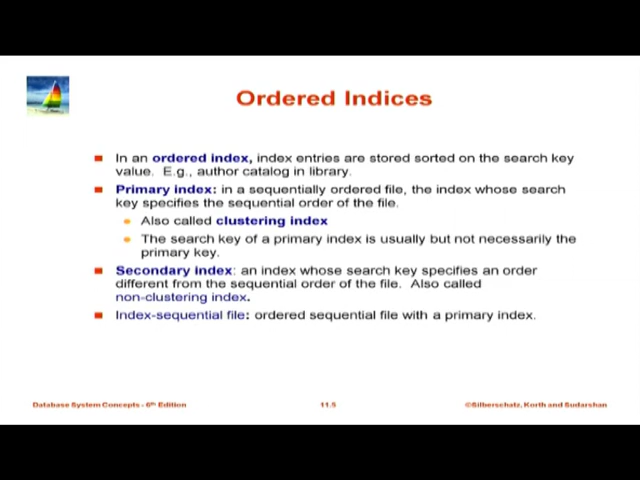 Ordered Indices
In an ordered index, index entries are stored sorted on the search key
value. E.g., author catalog in library.
Primary index: in a sequentially ordered file, the index whose search
key specifies the sequential order of the file.
Also called clustering index
The search key of a primary index is usually but not necessarily the
primary key.
Secondary index: an index whose search key specifies an order
different from the sequential order of the file. Also called
non-clustering index.
Index-sequential file: ordered sequential file with a primary index.
Database System Concepts - 6th Edition
11.5
©Silberschatz, Korth and Sudarshan